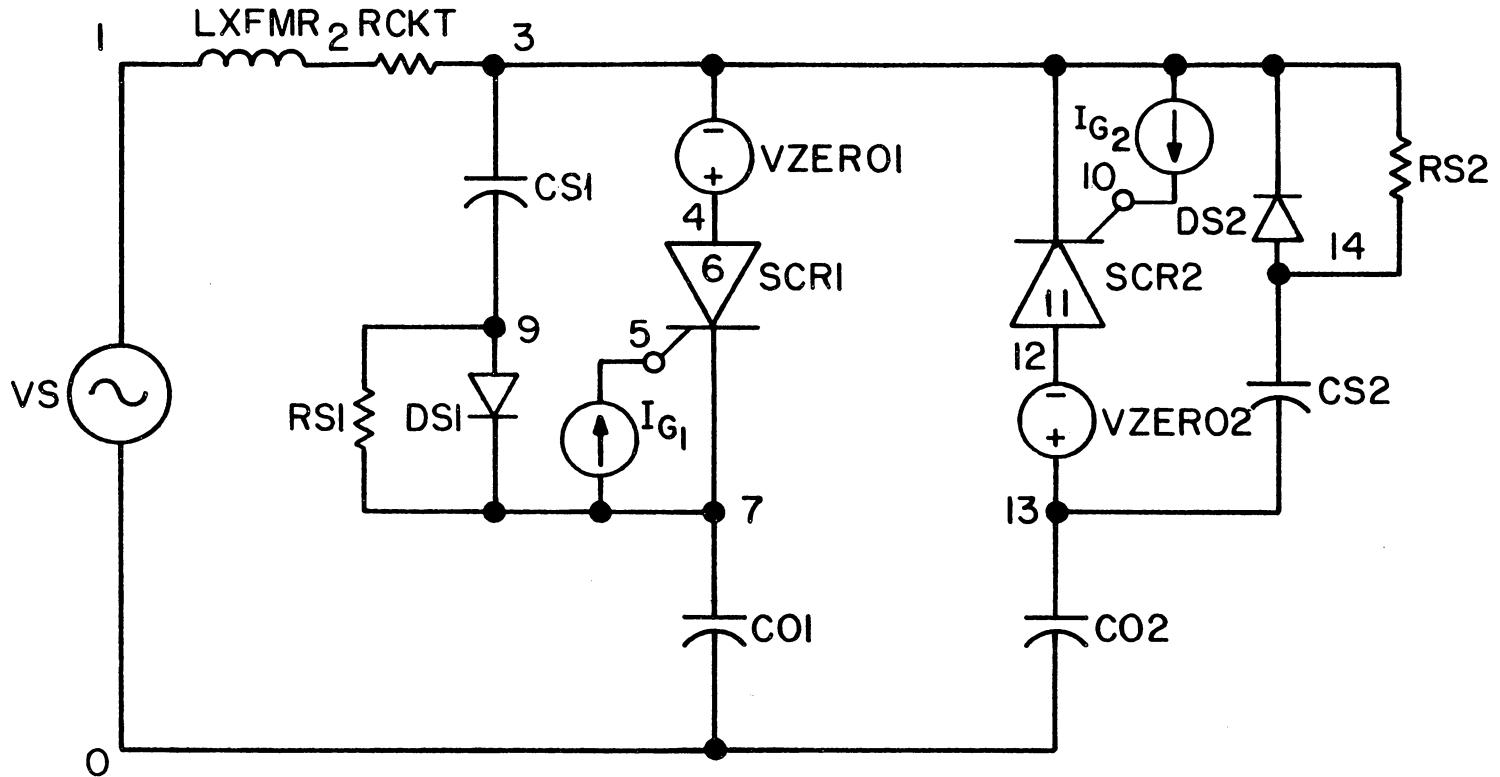 1
LXFMR 2 RCKT
3
IG2
−
VZERO1
+
10
RS2
CS1
4
DS2
14
6
SCR1
SCR2
11
9
5
12
VS
RS1
DS1
IG1
−
VZERO2
+
CS2
7
13
CO1
CO2
0